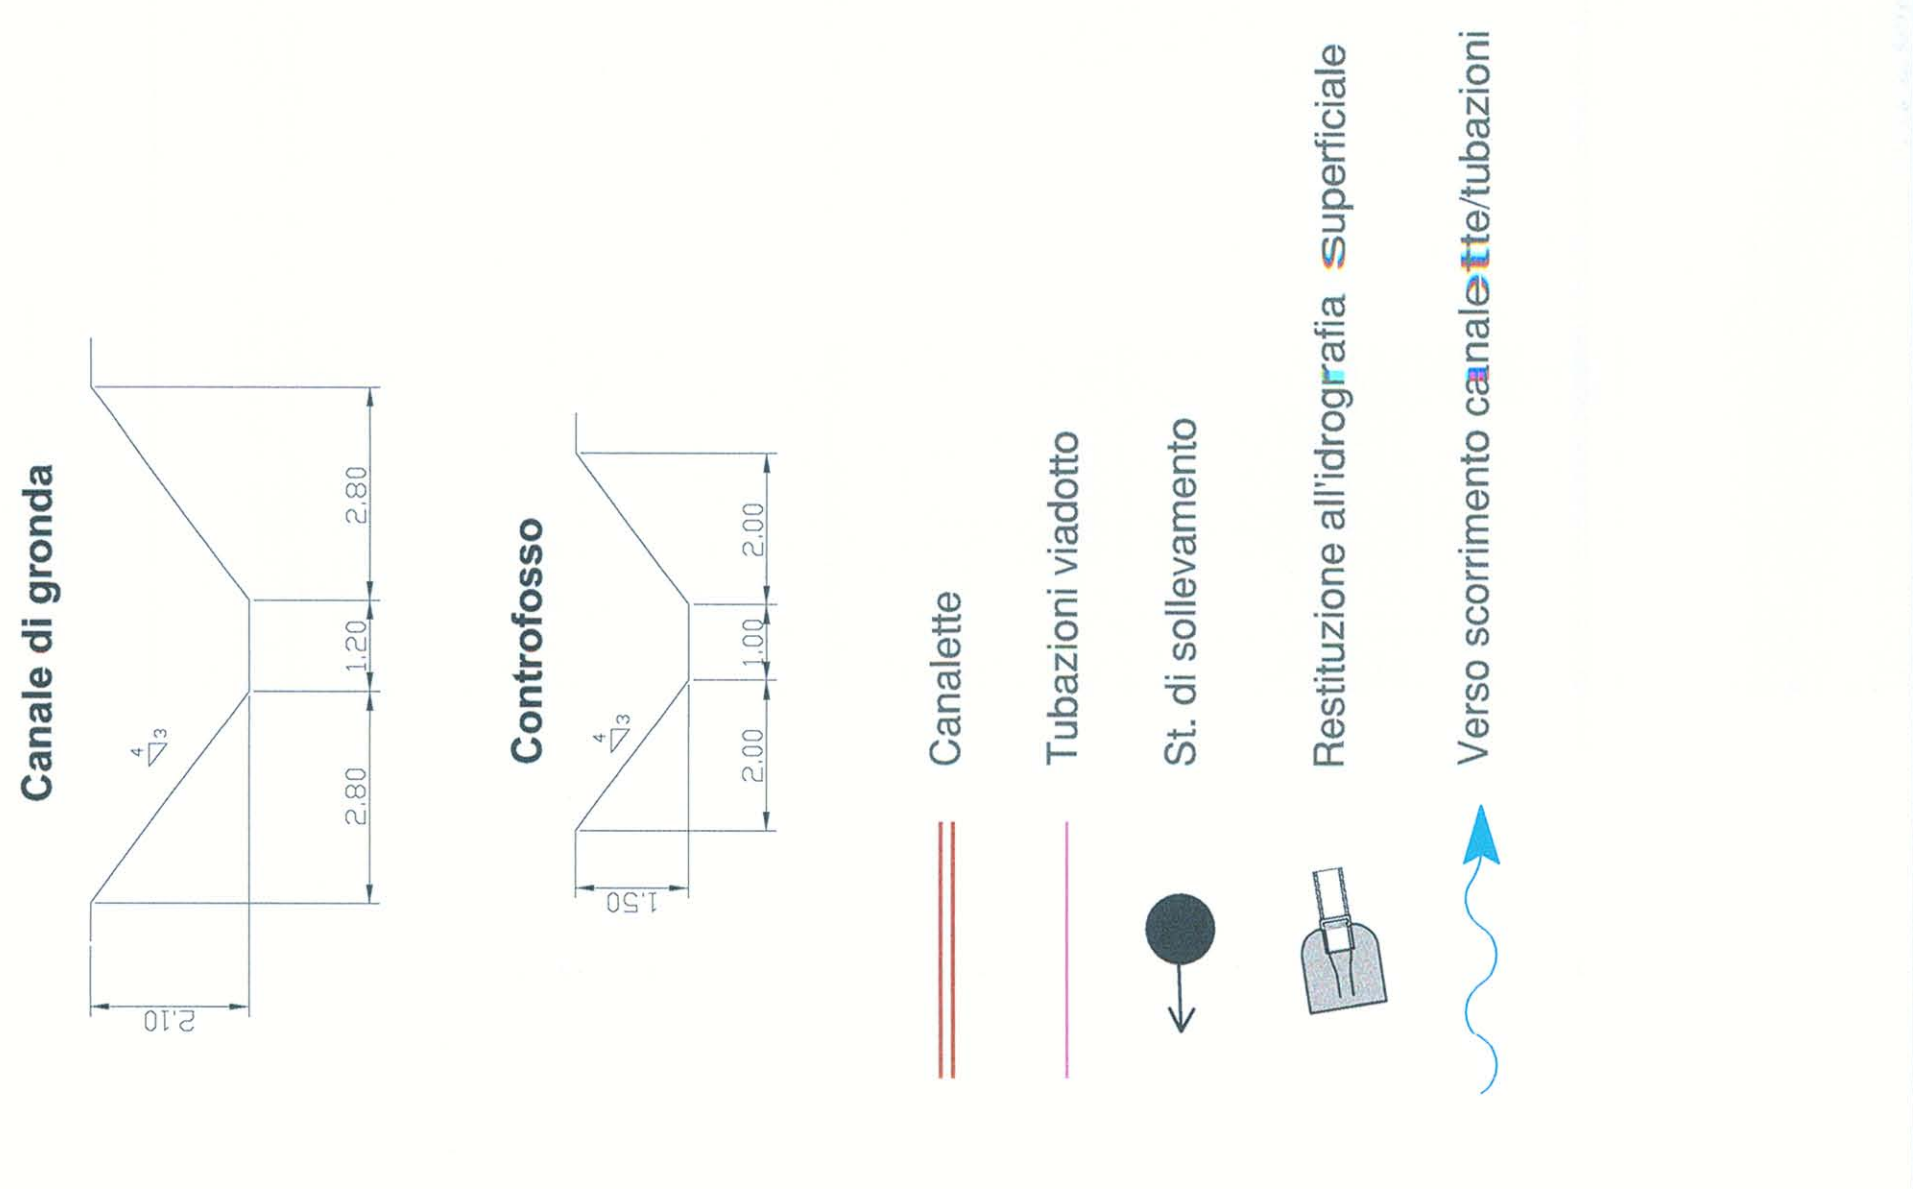 Canale di gronda
4
3
2.10
2.80
1.20
2.80
Controfosso
4
3
1.50
2.00
1.00
2.00
Canalette
Tubazioni viadotto
St. di sollevamento
Restituzione all'idrografia superficiale
Verso scorrimento canalette/tubazioni